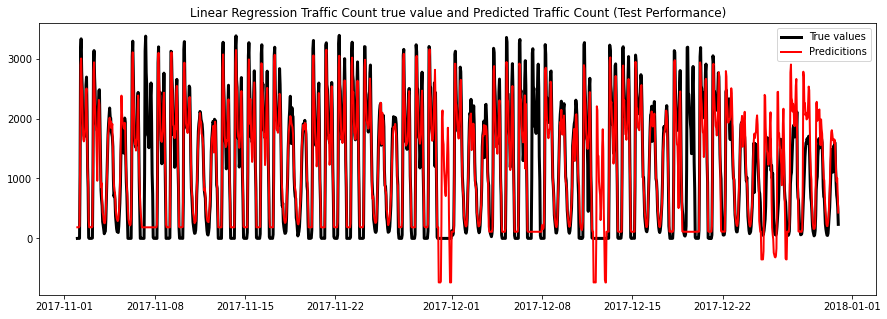 Linear Regression Traffic Count true value and Predicted Traffic Count (Test Performance)
True values
Predicitions
3000
2000
1000
0
2017-11-01 2017-11-08 2017-11-15 2017-11-22 2017-12-01 2017-12-08 2017-12-15 2017-12-22 2018-01-01